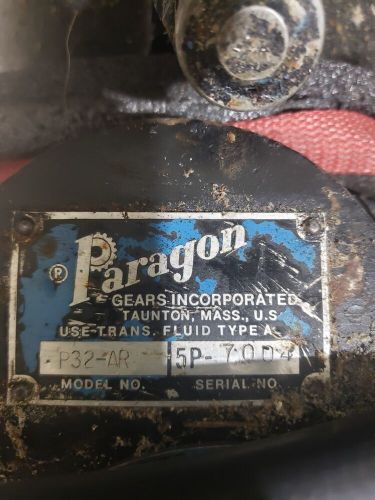 ® Paragon
GEARS INCORPORATED
TAUNTON, MASS., U.S
USE-TRANS. FLUID TYPE A
P32-AR 5P-7004
MODEL NO. SERIAL NO.